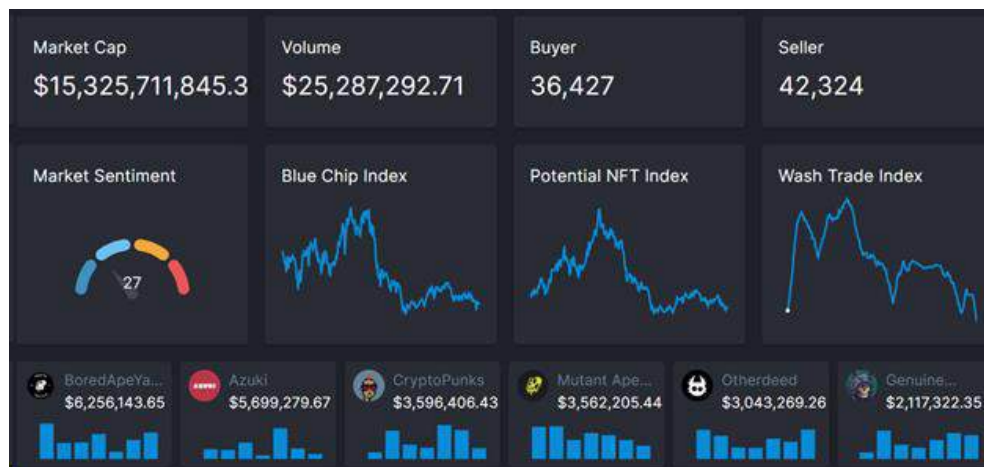 Market Cap
$15,325,711,845.3
Volume
$25,287,292.71
Buyer
36,427
Seller
42,324
Market Sentiment
27
Blue Chip Index
Potential NFT Index
Wash Trade Index
BoredApeYa...
$6,256,143.65
AZUKI
Azuki
$5,699,279.67
CryptoPunks
$3,596,406.43
Mutant Ape...
$3,562,205.44
Otherdeed
$3,043,269.26
Genuine...
$2,117,322.35